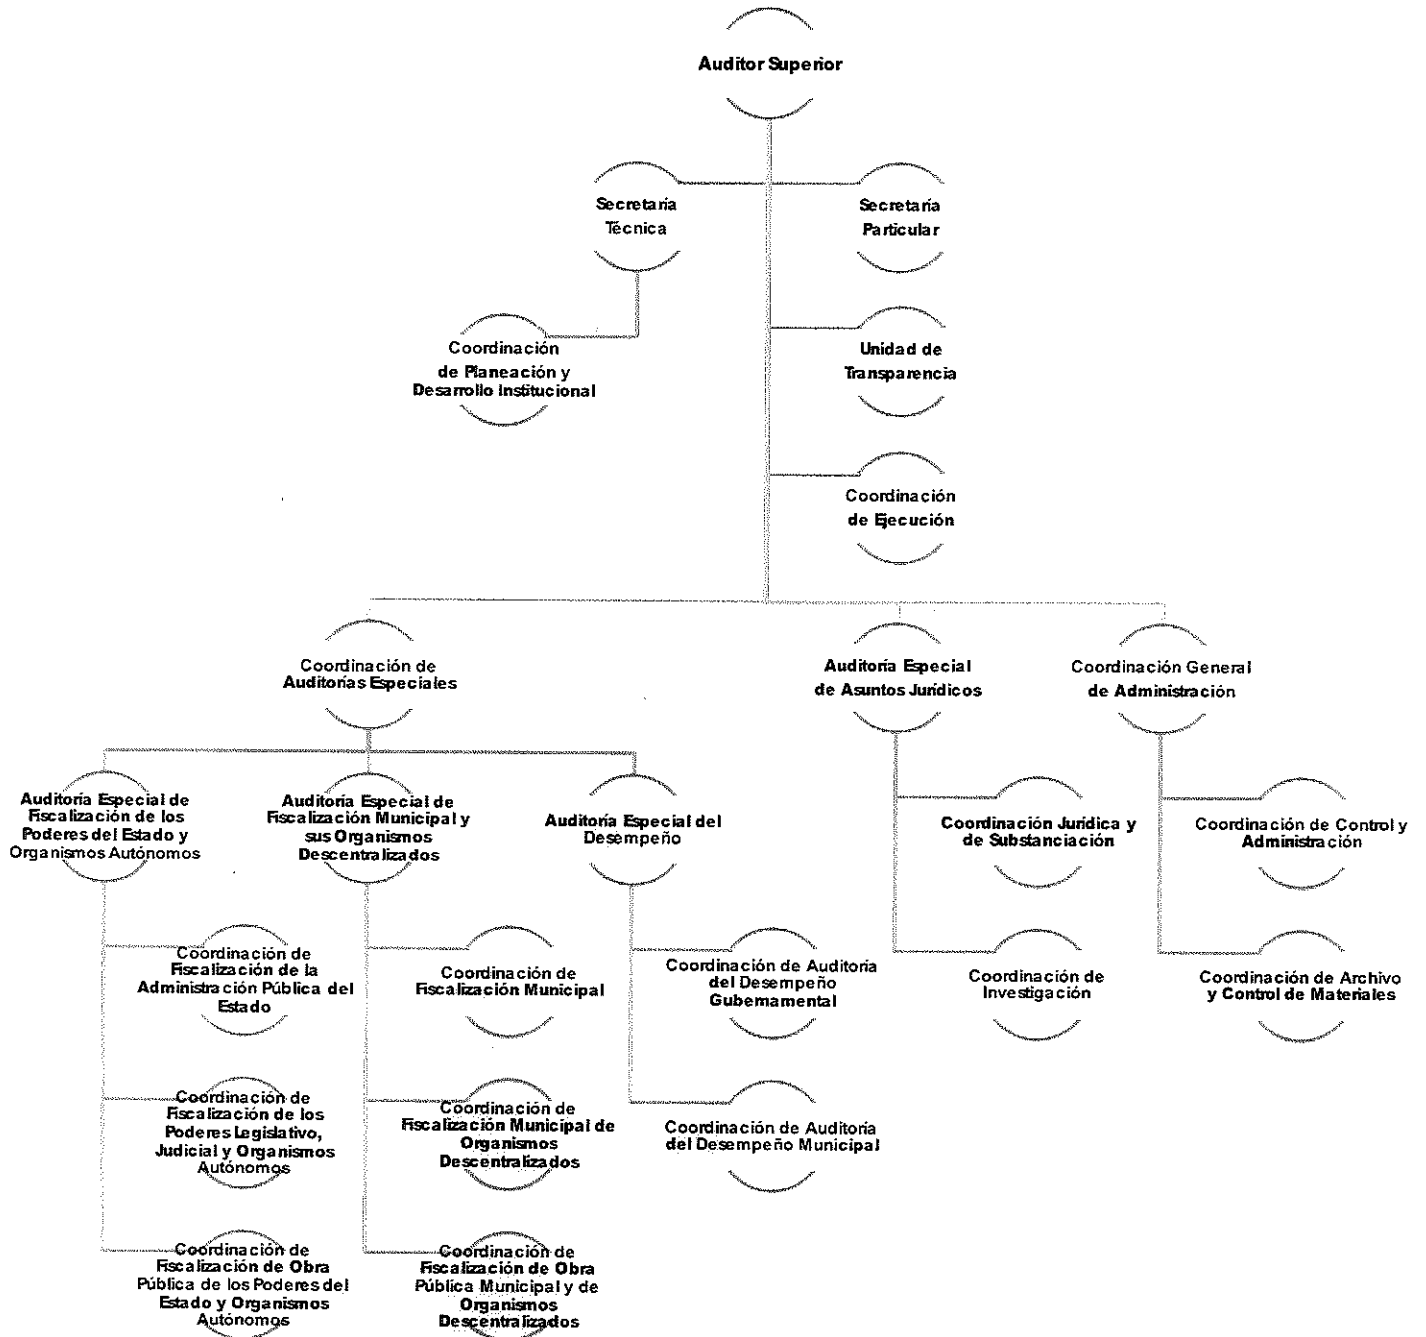 Auditor Superior
Secretaría
Técnica
Secretaría
Particular
Coordinación
de Planeación y
Desarrollo Institucional
Unidad de
Transparencia
Coordinación
de Ejecución
Coordinación de
Auditorías Especiales
Auditoría Especial
de Asuntos Jurídicos
Coordinación General
de Administración
Auditoría Especial de
Fiscalización de los
Poderes del Estado y
Organismos Autónomos
Auditoría Especial de
Fiscalización Municipal y
sus Organismos
Descentralizados
Auditoría Especial del
Desempeño
Coordinación Jurídica y
de Substanciación
Coordinación de Control y
Administración
Coordinación de
Fiscalización de la
Administración Pública del
Estado
Coordinación de
Fiscalización Municipal
Coordinación de Auditoría
del Desempeño
Gubernamental
Coordinación de
Investigación
Coordinación de Archivo
y Control de Materiales
Coordinación de
Fiscalización de los
Poderes Legislativo,
Judicial y Organismos
Autónomos
Coordinación de
Fiscalización Municipal de
Organismos
Descentralizados
Coordinación de Auditoría
del Desempeño Municipal
Coordinación de
Fiscalización de Obra
Pública de los Poderes del
Estado y Organismos
Autónomos
Coordinación de
Fiscalización de Obra
Pública Municipal y de
Organismos
Descentralizados